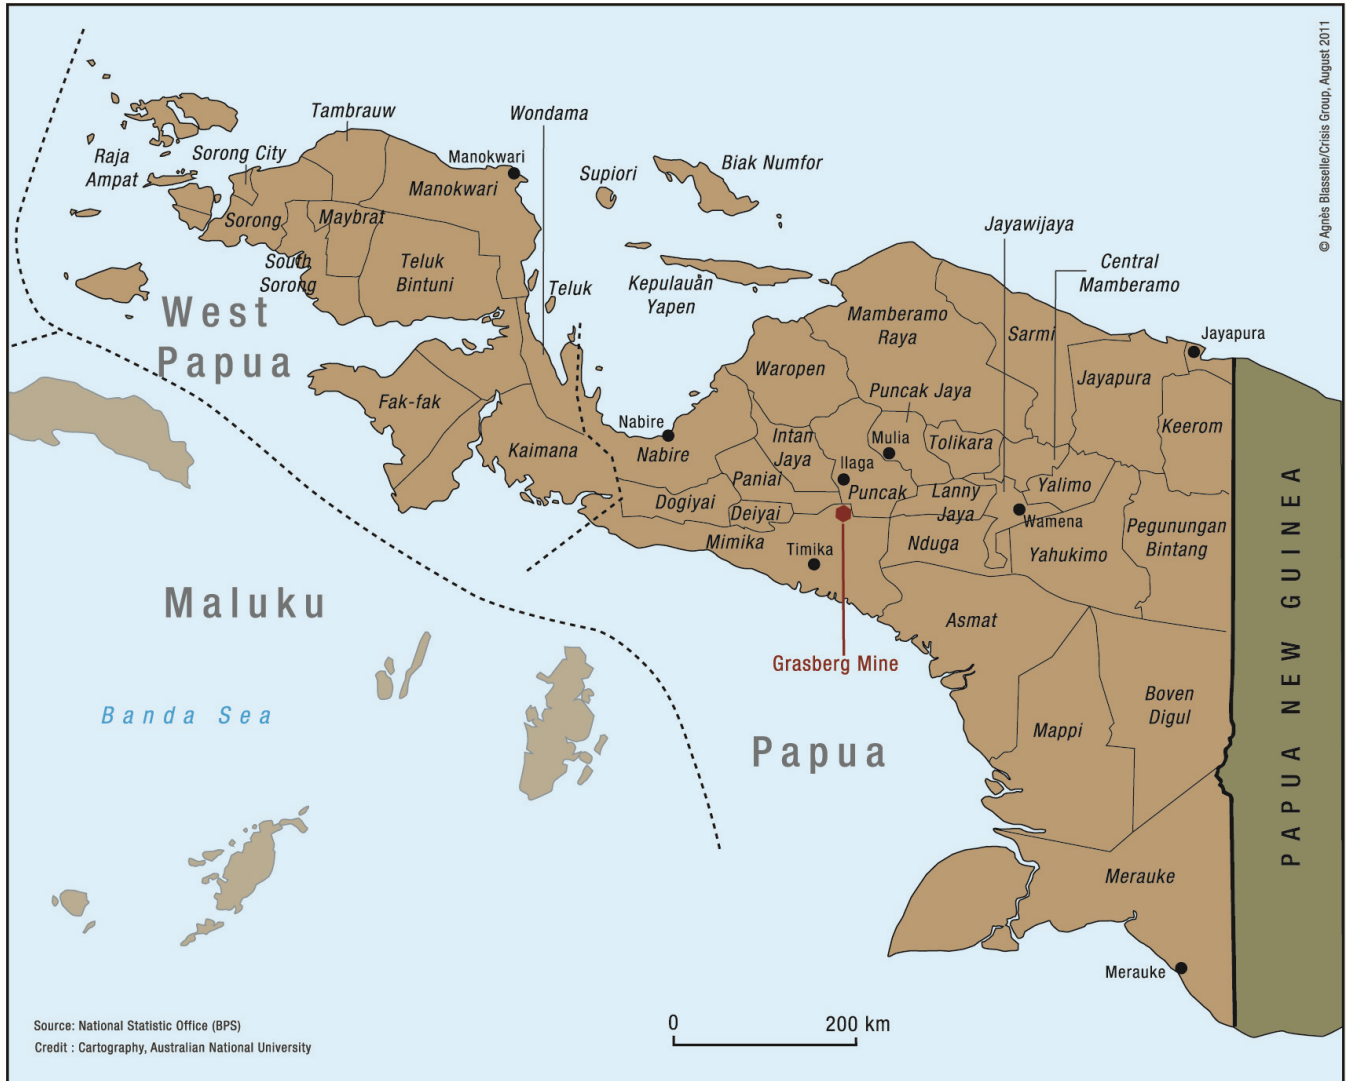 © Agnès Blasselle/Crisis Group, August 2011
Tambrauw
Wondama
Raja
Ampat
Sorong City
Manokwari
Manokwari
Supiori
Biak Numfor
Sorong
Maybrat
South
Sorong
Teluk
Bintuni
Teluk
Kepulauån
Yapen
Jayawijaya
Central
Mamberamo
West
Papua
Mamberamo
Raya
Sarmi
Jayapura
Jayapura
Waropen
Puncak Jaya
Keerom
Fak-fak
Kaimana
Nabire
Nabire
Intan
Jaya
Mulia
Tolikara
Ilaga
Paniai
Puncak
Lanny
Jaya
Yalimo
Dogiyai
Deiyai
Wamena
Mimika
Timika
Nduga
Yahukimo
Pegunungan
Bintang
PAPUA NEW GUINEA
Maluku
Asmat
Grasberg Mine
Banda Sea
Papua
Mappi
Boven
Digul
Merauke
Merauke
Source: National Statistic Office (BPS)
Credit : Cartography, Australian National University
0
200 km